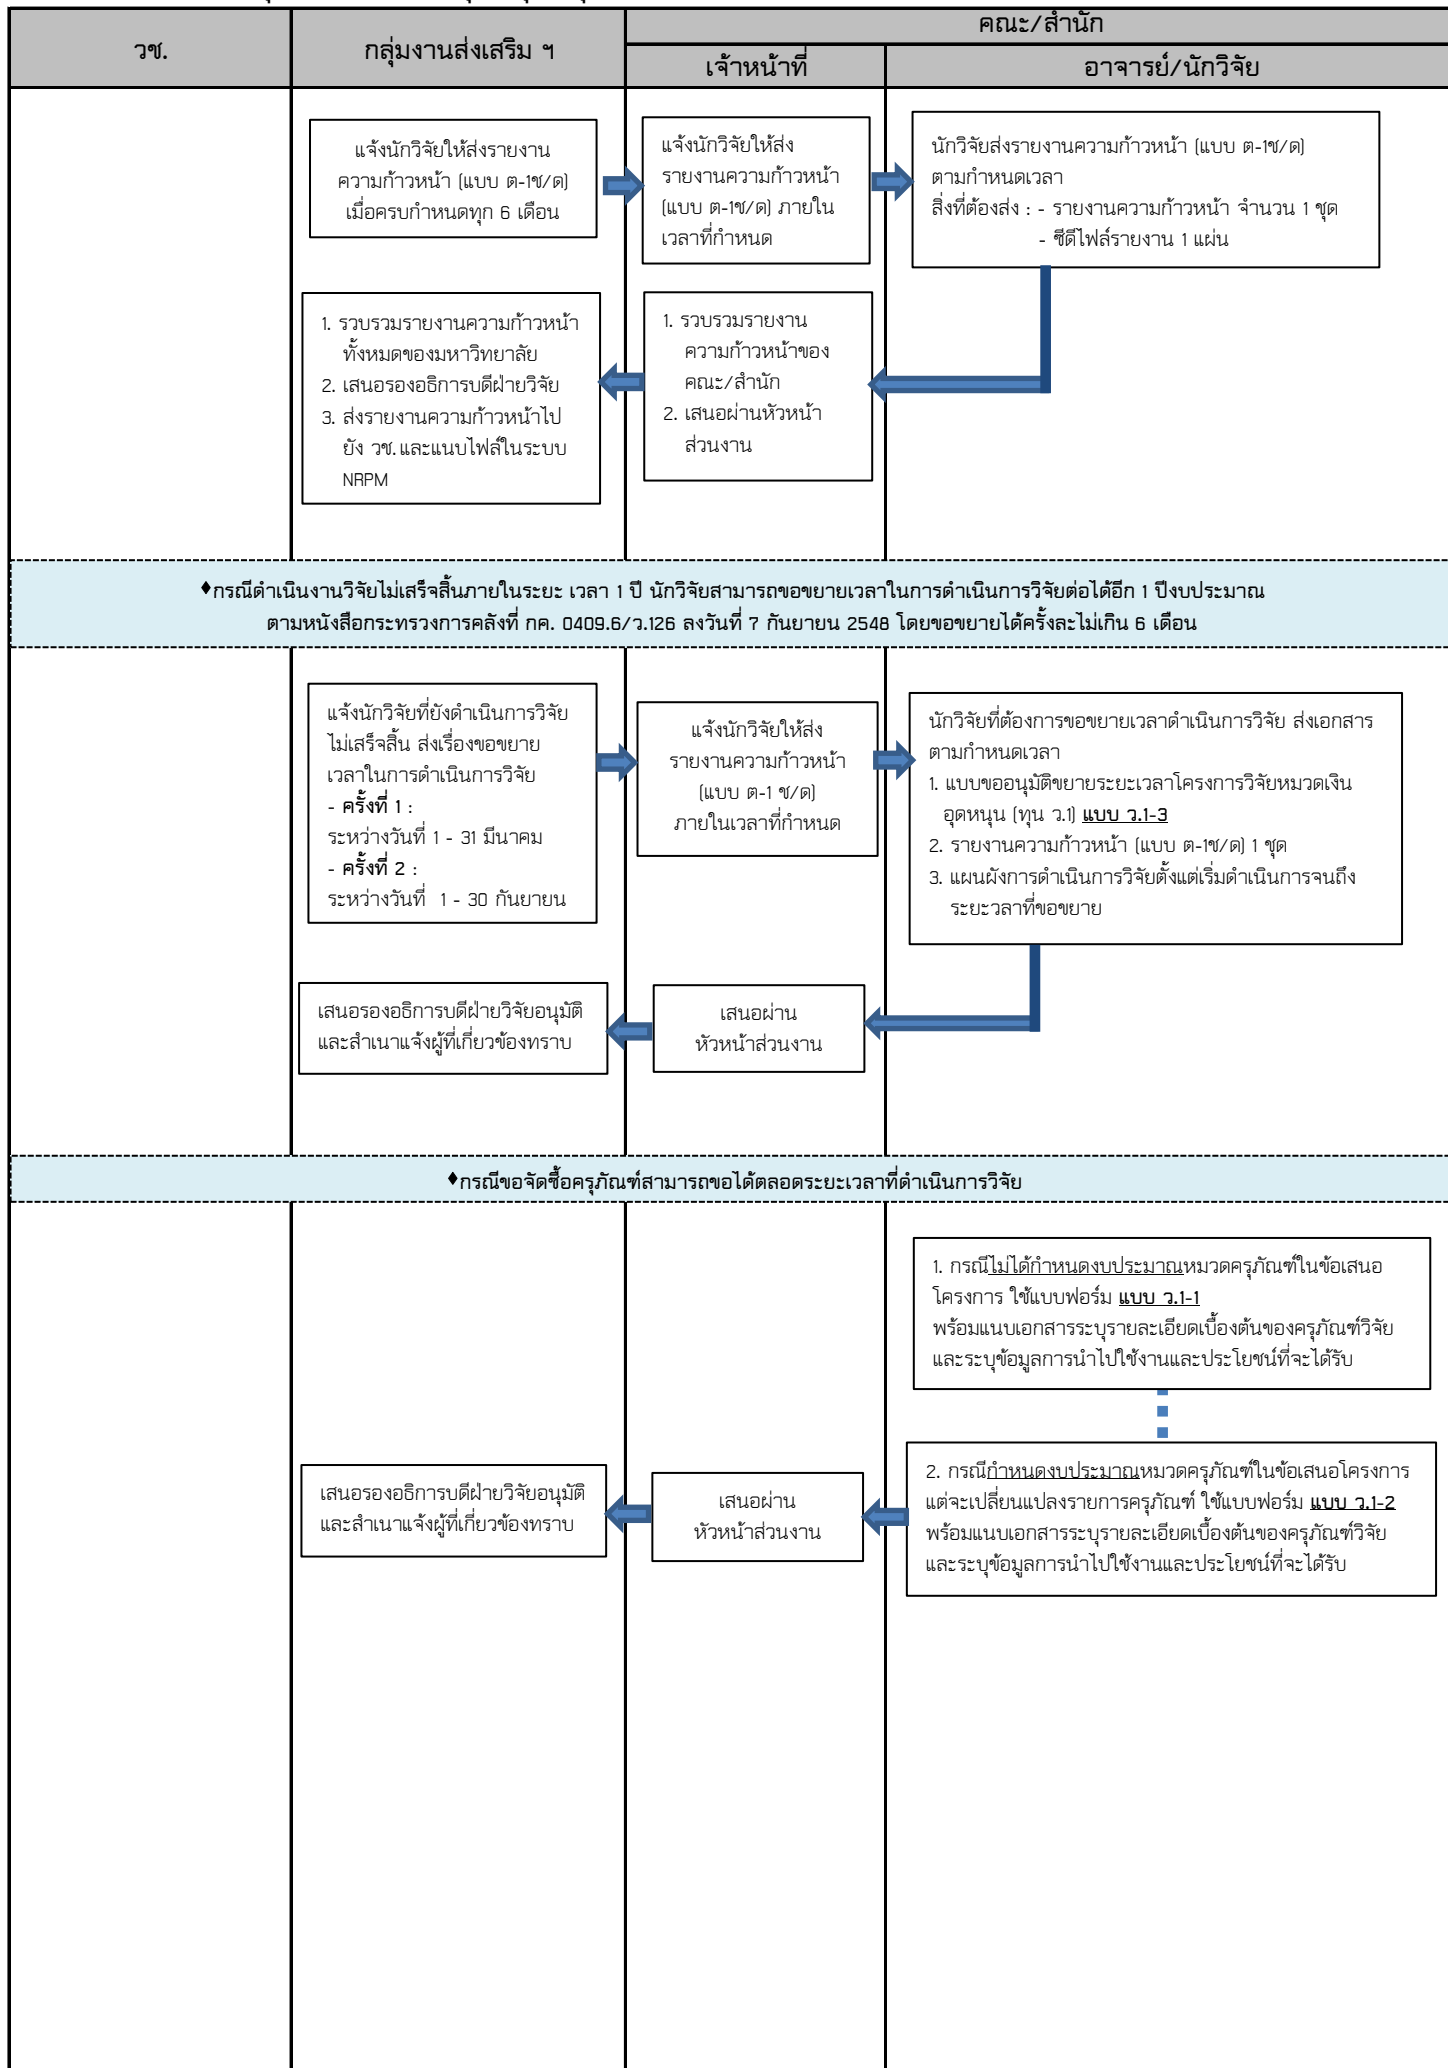 วช.
กลุ่มงานส่งเสริม ฯ
คณะ/สำนัก
เจ้าหน้าที่
อาจารย์/นักวิจัย
แจ้งนักวิจัยให้ส่งรายงาน
ความก้าวหน้า (แบบ ต-1ช/ด)
เมื่อครบกำหนดทุก 6 เดือน
แจ้งนักวิจัยให้ส่ง
รายงานความก้าวหน้า
(แบบ ต-1ช/ด) ภายใน
เวลาที่กำหนด
นักวิจัยส่งรายงานความก้าวหน้า (แบบ ต-1ช/ด)
ตามกำหนดเวลา
สิ่งที่ต้องส่ง : - รายงานความก้าวหน้า จำนวน 1 ชุด
- ซีดีไฟล์รายงาน 1 แผ่น
1. รวบรวมรายงานความก้าวหน้า
ทั้งหมดของมหาวิทยาลัย
2. เสนอรองอธิการบดีฝ่ายวิจัย
3. ส่งรายงานความก้าวหน้าไป
ยัง วช. และแนบไฟล์ในระบบ
NRPM
1. รวบรวมรายงาน
ความก้าวหน้าของ
คณะ/สำนัก
2. เสนอผ่านหัวหน้า
ส่วนงาน
♦กรณีดำเนินงานวิจัยไม่เสร็จสิ้นภายในระยะ เวลา 1 ปี นักวิจัยสามารถขอขยายเวลาในการดำเนินการวิจัยต่อได้อีก 1 ปีงบประมาณ
ตามหนังสือกระทรวงการคลังที่ กค. 0409.6/ว.126 ลงวันที่ 7 กันยายน 2548 โดยขอขยายได้ครั้งละไม่เกิน 6 เดือน
แจ้งนักวิจัยที่ยังดำเนินการวิจัย
ไม่เสร็จสิ้น ส่งเรื่องขอขยาย
เวลาในการดำเนินการวิจัย
- ครั้งที่ 1 :
ระหว่างวันที่ 1 - 31 มีนาคม
- ครั้งที่ 2 :
ระหว่างวันที่ 1 - 30 กันยายน
แจ้งนักวิจัยให้ส่ง
รายงานความก้าวหน้า
(แบบ ต-1 ช/ด)
ภายในเวลาที่กำหนด
นักวิจัยที่ต้องการขอขยายเวลาดำเนินการวิจัย ส่งเอกสาร
ตามกำหนดเวลา
1. แบบขออนุมัติขยายระยะเวลาโครงการวิจัยหมวดเงิน
อุดหนุน (ทุน ว.1) แบบ ว.1-3
2. รายงานความก้าวหน้า (แบบ ต-1ช/ด) 1 ชุด
3. แผนผังการดำเนินการวิจัยตั้งแต่เริ่มดำเนินการจนถึง
ระยะวลาที่ขอขยาย
เสนอรองอธิการบดีฝ่ายวิจัยอนุมัติ
และสำเนาแจ้งผู้ที่เกี่ยวข้องทราบ
เสนอผ่าน
หัวหน้าส่วนงาน
♦กรณีขอจัดซื้อครุภัณฑ์สามารถขอได้ตลอดระยะเวลาที่ดำเนินการวิจัย
1. กรณีไม่ได้กำหนดงบประมาณหมวดครุภัณฑ์ในข้อเสนอ
โครงการ ใช้แบบฟอร์ม แบบ ว.1-1
พร้อมแนบเอกสารระบุรายละเอียดเบื้องต้นของครุภัณฑ์วิจัย
และระบุข้อมูลการนำไปใช้งานและประโยชน์ที่จะได้รับ
เสนอรองอธิการบดีฝ่ายวิจัยอนุมัติ
และสำเนาแจ้งผู้ที่เกี่ยวข้องทราบ
เสนอผ่าน
หัวหน้าส่วนงาน
2. กรณีกำหนดงบประมาณหมวดครุภัณฑ์ในข้อเสนอโครงการ
แต่จะเปลี่ยนแปลงรายการครุภัณฑ์ ใช้แบบฟอร์ม แบบ ว.1-2
พร้อมแนบเอกสารระบุรายละเอียดเบื้องต้นของครุภัณฑ์วิจัย
และระบุข้อมูลการนำไปใช้งานและประโยชน์ที่จะได้รับ